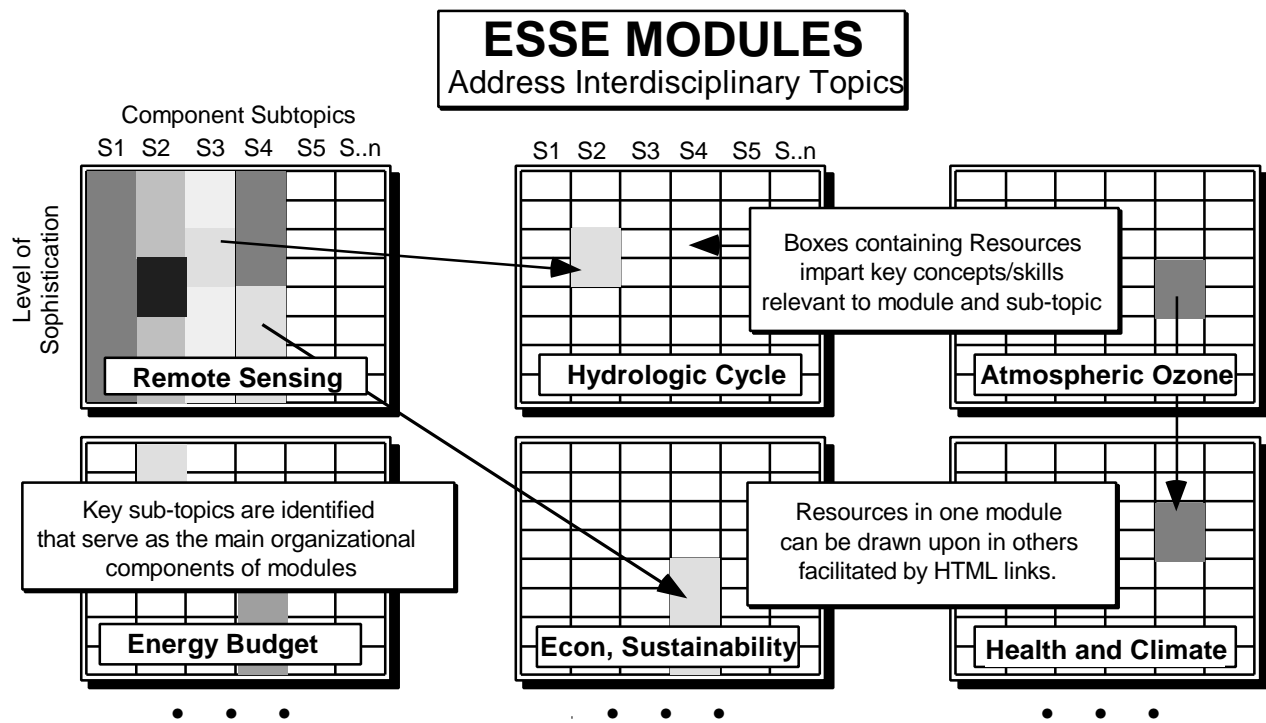 ESSE MODULES
Address Interdisciplinary Topics
Component Subtopics
S1 S2 S3 S4 S5 S..n
Level of
Sophistication
Remote Sensing
S1 S2 S3 S4 S5 S..n
Hydrologic Cycle
Boxes containing Resources
impart key concepts/skills
relevant to module and sub-topic
Atmospheric Ozone
Key sub-topics are identified
that serve as the main organizational
components of modules
Energy Budget
Econ, Sustainability
Resources in one module
can be drawn upon in others
facilitated by HTML links.
Health and Climate